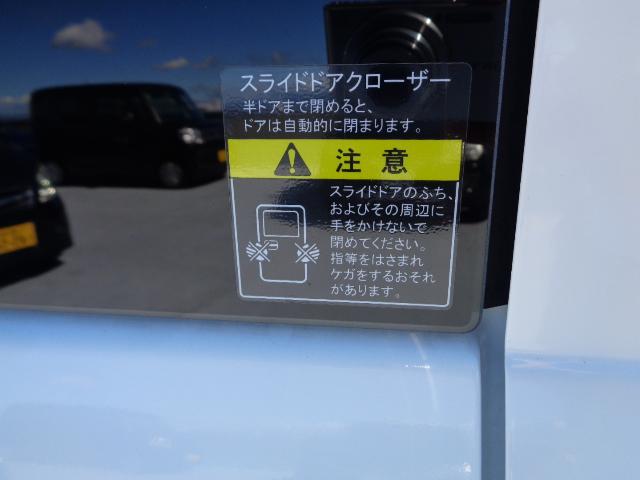 スライドドアクローザー
半ドアまで閉めると、
ドアは自動的に閉まります。
注意
スライドドアのふち、
およびその周辺に
手をかけないで
閉めてください。
指等をはさまれ
ケガをするおそれ
があります。